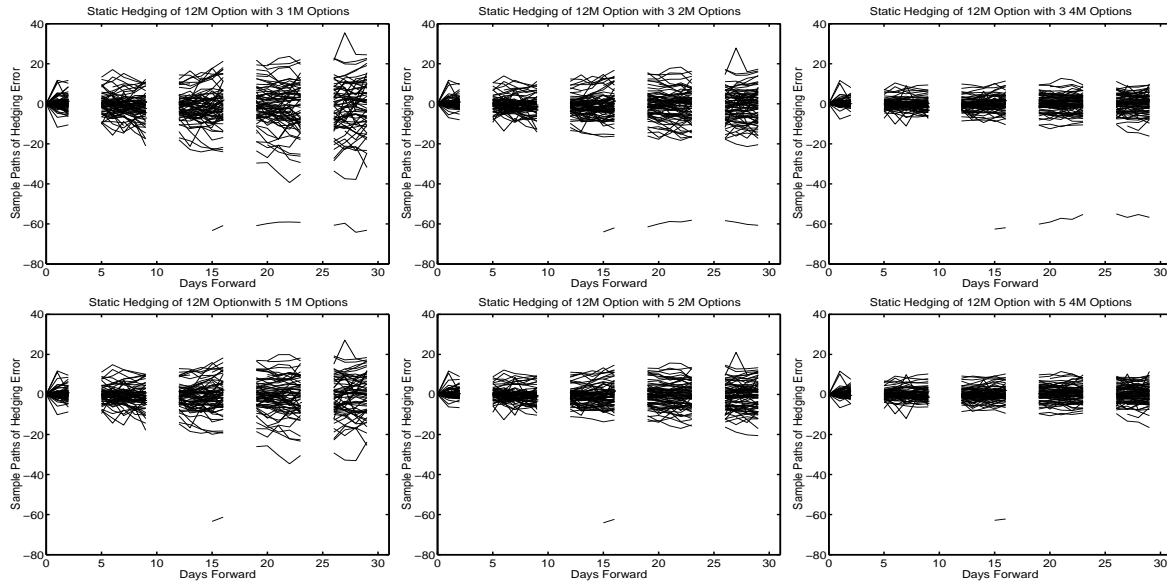 Static Hedging of 12M Option with 3 1M Options
Sample Paths of Hedging Error
40
20
0
−20
−40
−60
−80
0 5 10 15 20 25 30
Days Forward
Static Hedging of 12M Option with 3 2M Options
Sample Paths of Hedging Error
40
20
0
−20
−40
−60
−80
0 5 10 15 20 25 30
Days Forward
Static Hedging of 12M Option with 3 4M Options
Sample Paths of Hedging Error
40
20
0
−20
−40
−60
−80
0 5 10 15 20 25 30
Days Forward
Static Hedging of 12M Optionwith 5 1M Options
Sample Paths of Hedging Error
40
20
0
−20
−40
−60
−80
0 5 10 15 20 25 30
Days Forward
Static Hedging of 12M Option with 5 2M Options
Sample Paths of Hedging Error
40
20
0
−20
−40
−60
−80
0 5 10 15 20 25 30
Days Forward
Static Hedging of 12M Option with 5 4M Options
Sample Paths of Hedging Error
40
20
0
−20
−40
−60
−80
0 5 10 15 20 25 30
Days Forward